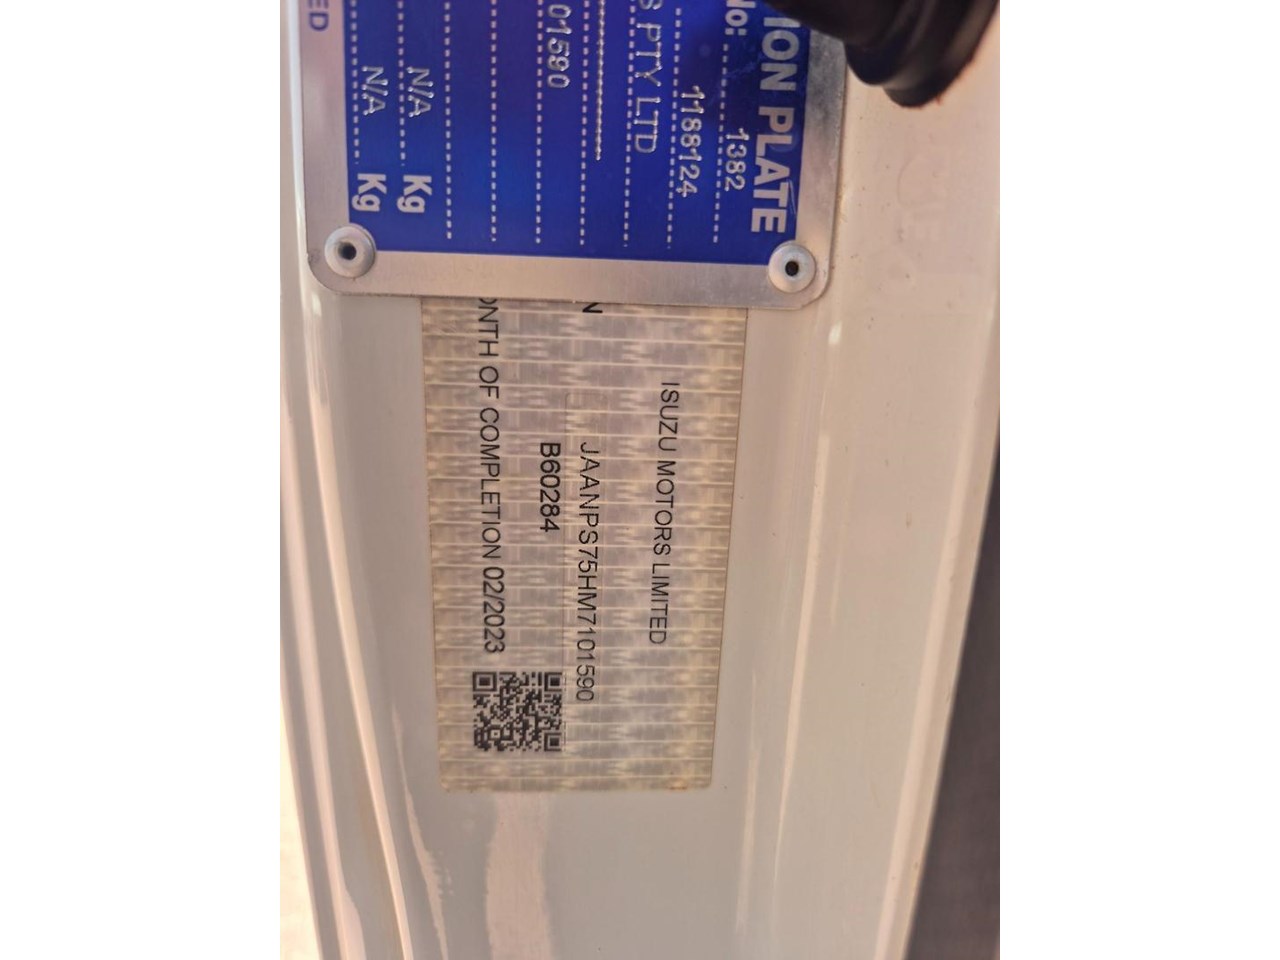 ION PLATE
No: 1382
1188124
S PTY LTD
01590
N/A Kg
N/A Kg
ED
ISUZU MOTORS LIMITED
N JAANPS75HM7101590
B60284
ONTH OF COMPLETION 02/2023